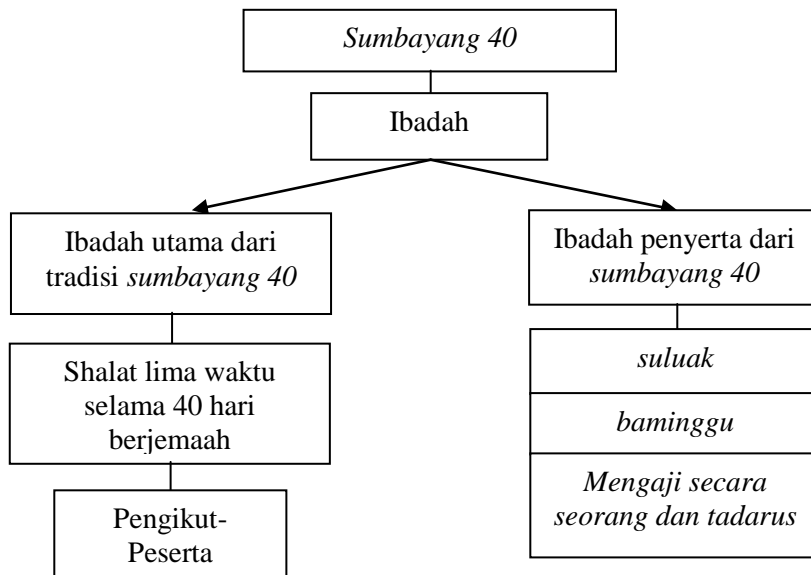 Sumbayang 40
Ibadah
Ibadah utama dari
tradisi sumbayang 40
Shalat lima waktu
selama 40 hari
berjemaah
Pengikut-
Peserta
Ibadah penyerta dari
sumbayang 40
suluak
baminggu
Mengaji secara
seorang dan tadarus